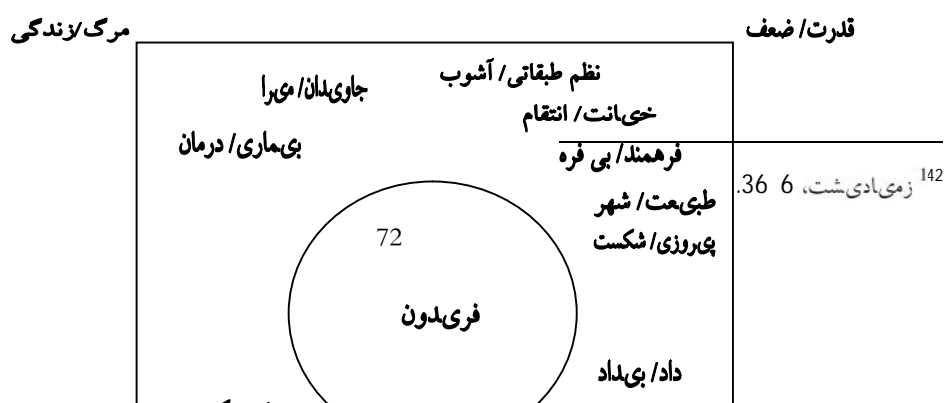 قدرت/ ضعف
مرگ/زندگی
نظم طبقاتی/ آشوب
جاویدان/ میرا
خیانت/ انتقام
بیماری/ درمان
فرهمند/ بی فره
142 زمیادیشت، 6 36.
طبیعت/ شهر
72
پیروزی/ شکست
فریدون
داد/ بیداد